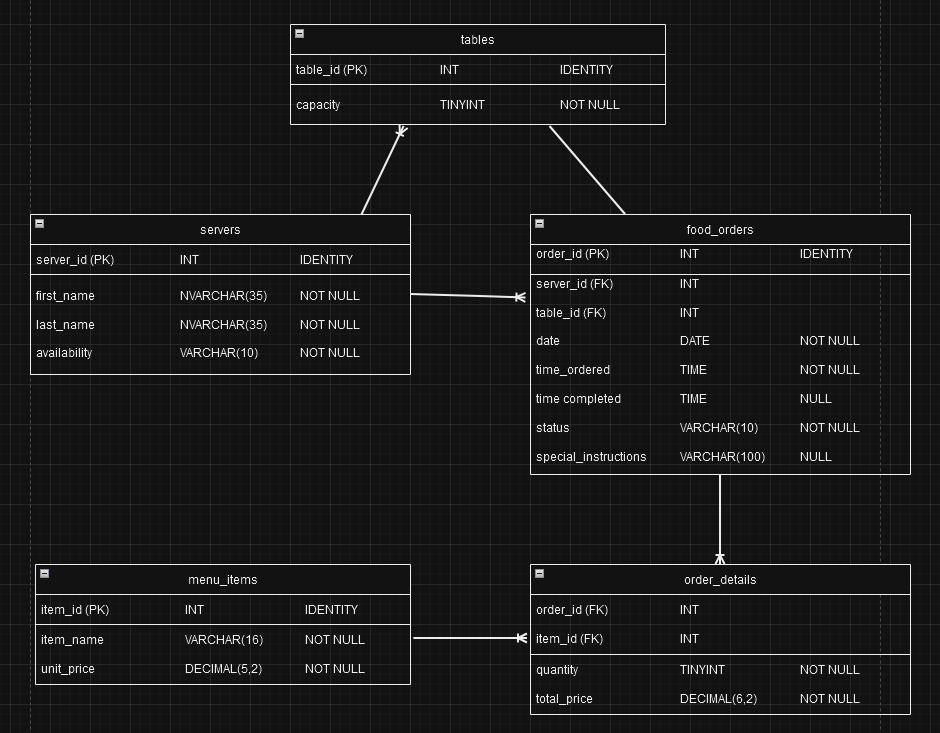 tables
table_id (PK) INT IDENTITY
capacity TINYINT NOT NULL
servers
server_id (PK) INT IDENTITY
first_name NVARCHAR(35) NOT NULL
last_name NVARCHAR(35) NOT NULL
availability VARCHAR(10) NOT NULL
food_orders
order_id (PK) INT IDENTITY
server_id (FK) INT
table_id (FK) INT
date DATE NOT NULL
time_ordered TIME NOT NULL
time completed TIME NULL
status VARCHAR(10) NOT NULL
special_instructions VARCHAR(100) NULL
menu_items
item_id (PK) INT IDENTITY
item_name VARCHAR(16) NOT NULL
unit_price DECIMAL(5,2) NOT NULL
order_details
order_id (FK) INT
item_id (FK) INT
quantity TINYINT NOT NULL
total_price DECIMAL(6,2) NOT NULL